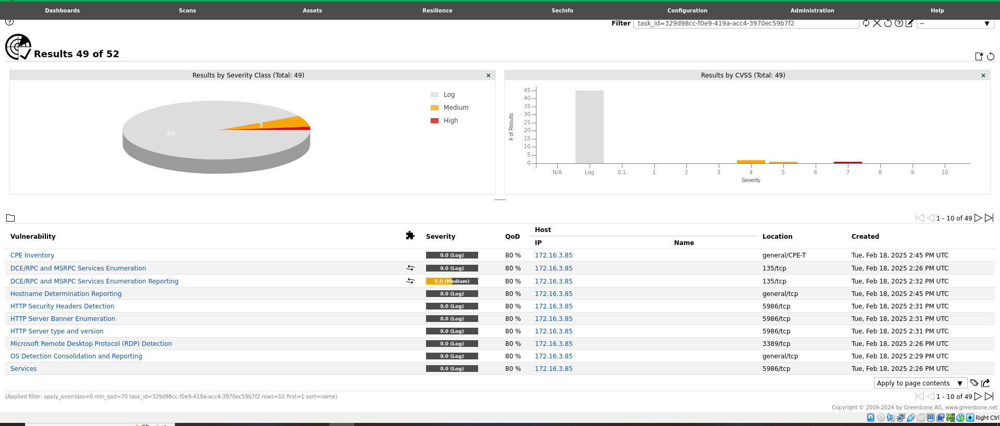 Dashboards Scans Assets Resilience SecInfo Configuration Administration Help
Filter task_id=329d98cc-f0e9-419a-acc4-3970ec59b7f2 --
Results 49 of 52
Results by Severity Class (Total: 49) ×
Log
Medium
High
3
45
Results by CVSS (Total: 49) ×
# of Results
45
40
35
30
25
20
15
10
5
0
N/A Log 0.1 1 2 3 4 5 6 7 8 9 10
Severity
1 - 10 of 49
Vulnerability Severity QoD Host Location Created
IP Name
CPE Inventory 0.0 (Log) 80 % 172.16.3.85 general/CPE-T Tue, Feb 18, 2025 2:45 PM UTC
DCE/RPC and MSRPC Services Enumeration 0.0 (Log) 80 % 172.16.3.85 135/tcp Tue, Feb 18, 2025 2:26 PM UTC
DCE/RPC and MSRPC Services Enumeration Reporting 5.0 (Medium) 80 % 172.16.3.85 135/tcp Tue, Feb 18, 2025 2:32 PM UTC
Hostname Determination Reporting 0.0 (Log) 80 % 172.16.3.85 general/tcp Tue, Feb 18, 2025 2:45 PM UTC
HTTP Security Headers Detection 0.0 (Log) 80 % 172.16.3.85 5986/tcp Tue, Feb 18, 2025 2:31 PM UTC
HTTP Server Banner Enumeration 0.0 (Log) 80 % 172.16.3.85 5986/tcp Tue, Feb 18, 2025 2:31 PM UTC
HTTP Server type and version 0.0 (Log) 80 % 172.16.3.85 5986/tcp Tue, Feb 18, 2025 2:31 PM UTC
Microsoft Remote Desktop Protocol (RDP) Detection 0.0 (Log) 80 % 172.16.3.85 3389/tcp Tue, Feb 18, 2025 2:26 PM UTC
OS Detection Consolidation and Reporting 0.0 (Log) 80 % 172.16.3.85 general/tcp Tue, Feb 18, 2025 2:29 PM UTC
Services 0.0 (Log) 80 % 172.16.3.85 5986/tcp Tue, Feb 18, 2025 2:26 PM UTC
Apply to page contents
(Applied filter: apply_overrides=0 min_qod=70 task_id=329d98cc-f0e9-419a-acc4-3970ec59b7f2 rows=10 first=1 sort=name)
1 - 10 of 49
Copyright © 2009-2024 by Greenbone AG, www.greenbone.net
Right Ctrl